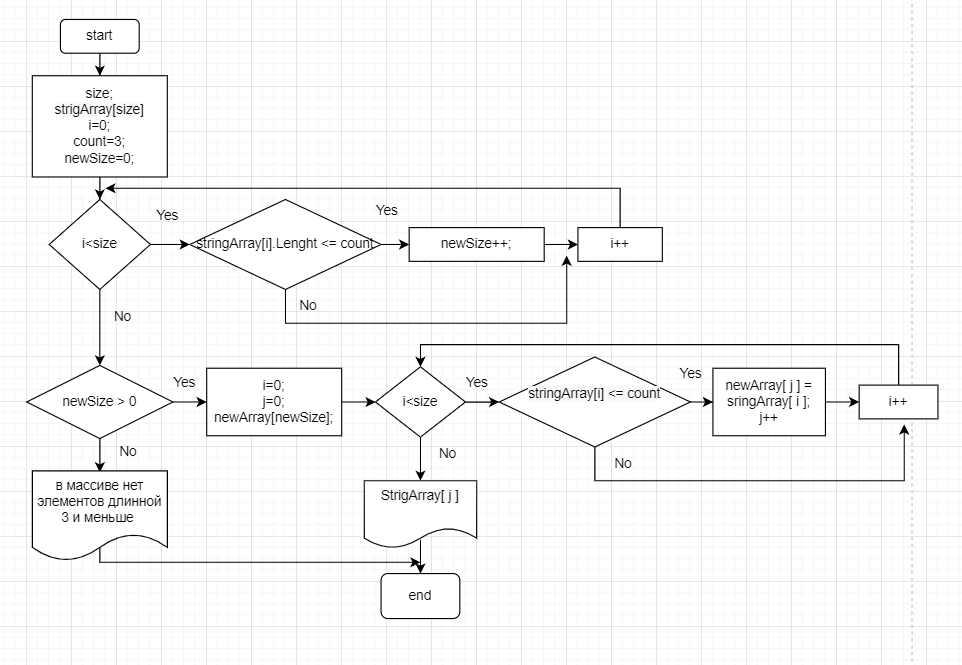 start
size;
strigArray[size]
i=0;
count=3;
newSize=0;
i<size
Yes
stringArray[i].Lenght <= count
Yes
newSize++;
i++
No
No
newSize > 0
Yes
i=0;
j=0;
newArray[newSize];
i<size
Yes
stringArray[i] <= count
Yes
newArray[ j ] =
sringArray[ i ];
j++
i++
No
No
No
в массиве нет
элементов длинной
3 и меньше
StrigArray[ j ]
end